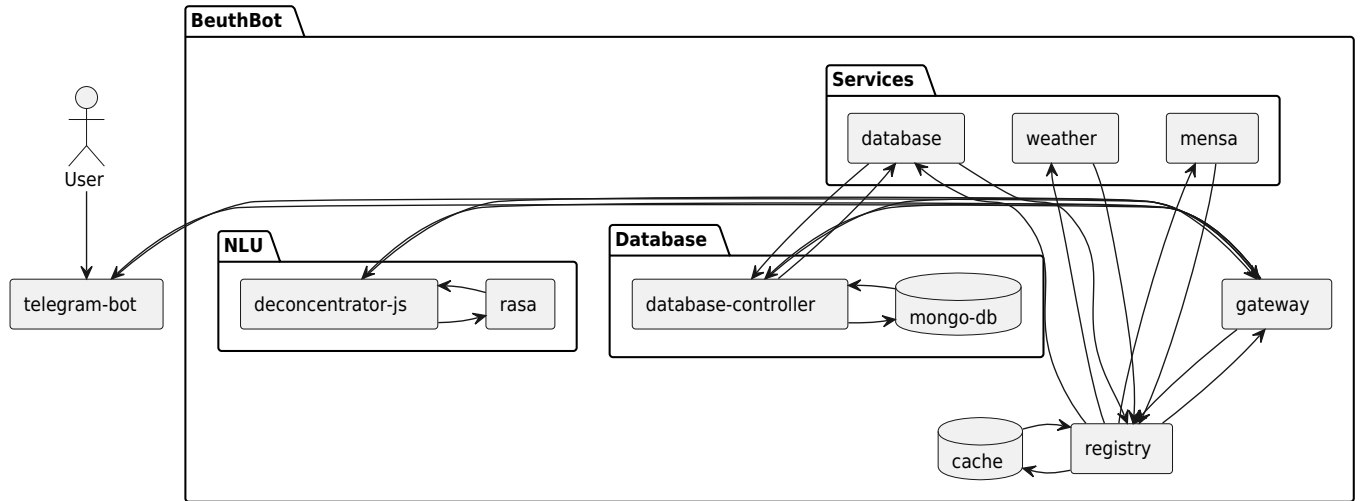 BeuthBot
Services
database
weather
mensa
User
NLU
Database
telegram-bot
deconcentrator-js
rasa
database-controller
mongo-db
gateway
cache
registry